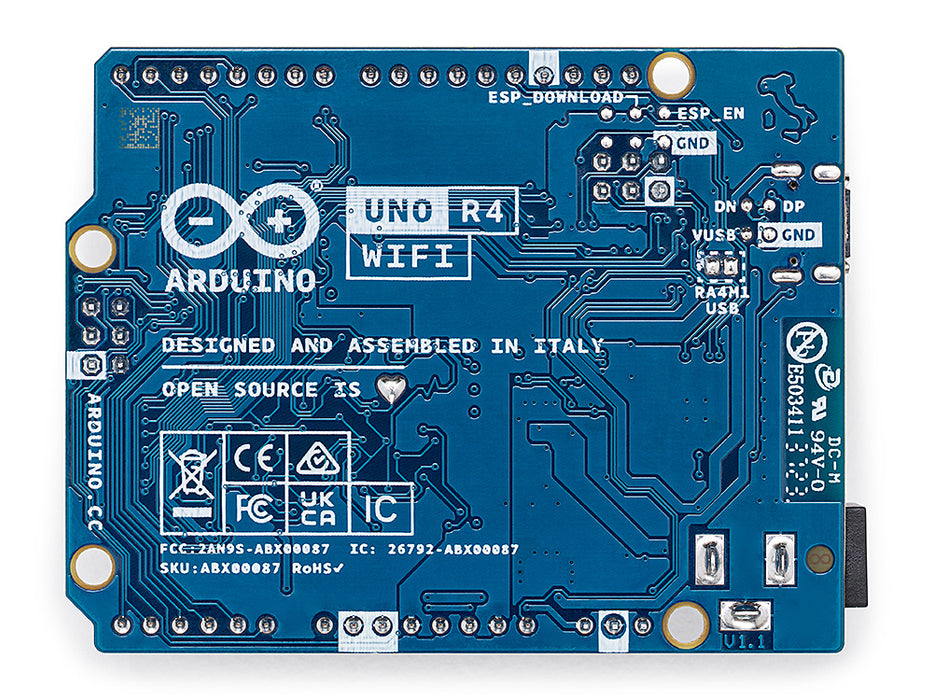 ESP_DOWNLOAD
ESP_EN
GND
DN
DP
VUSB
GND
RA4M1
USB
UNO R4
WIFI
- +
ARDUINO
DESIGNED AND ASSEMBLED IN ITALY
OPEN SOURCE IS
CE
FC
UK
CA
IC
FCC:2AN9S-ABX00087 IC: 26792-ABX00087
SKU:ABX00087 RoHS✓
ARDUINO.CC
E503411
94V-0
DC-M
V1.1